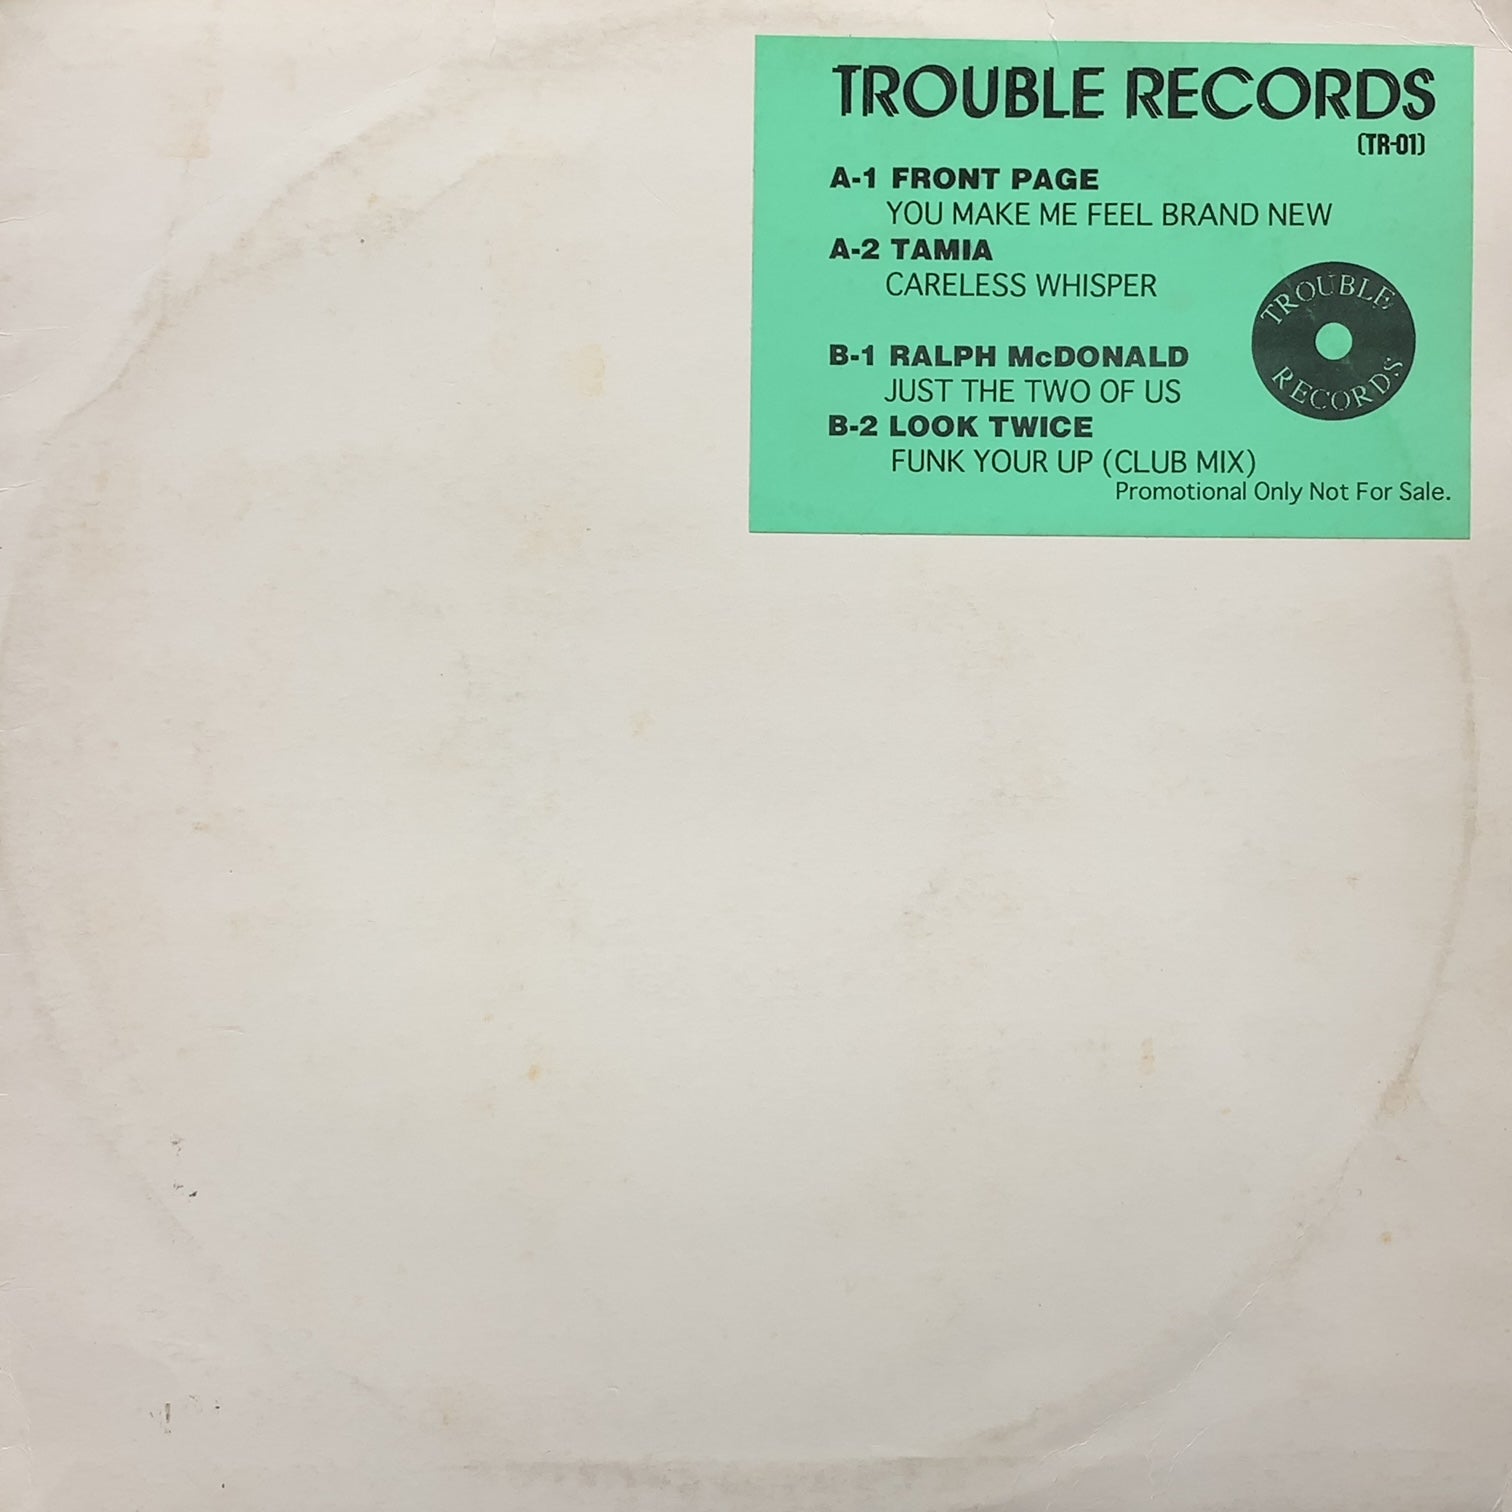 TROUBLE RECORDS
(TR-01)
A-1 FRONT PAGE
YOU MAKE ME FEEL BRAND NEW
A-2 TAMIA
CARELESS WHISPER
TROUBLE
RECORDS
B-1 RALPH McDONALD
JUST THE TWO OF US
B-2 LOOK TWICE
FUNK YOUR UP (CLUB MIX)
Promotional Only Not For Sale.